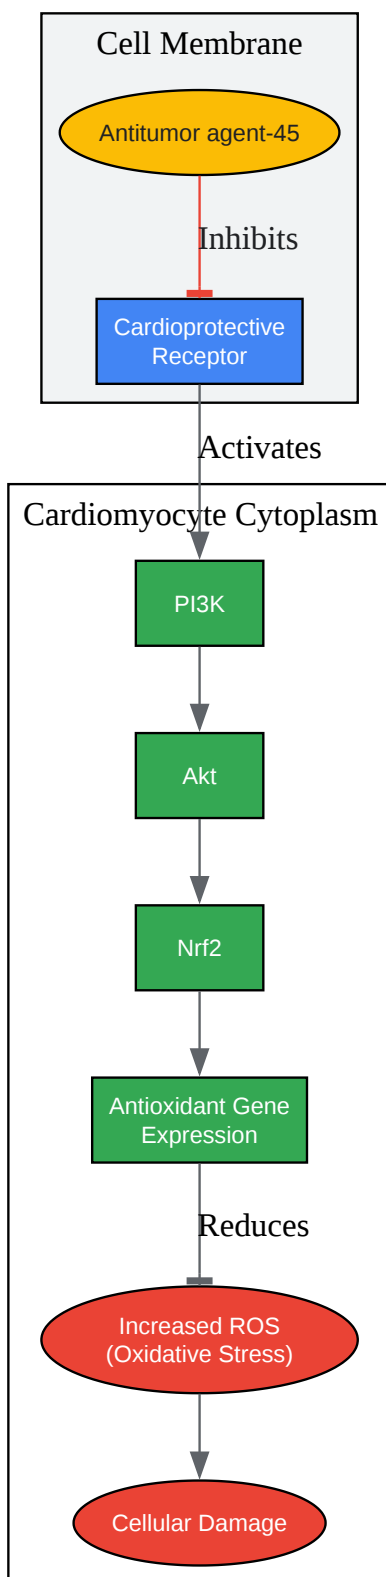 Cell Membrane
Antitumor agent-45
Inhibits
Cardioprotective
Receptor
Activates
Cardiomyocyte Cytoplasm
PI3K
Akt
Nrf2
Antioxidant Gene
Expression
Reduces
Increased ROS
(Oxidative Stress)
Cellular Damage